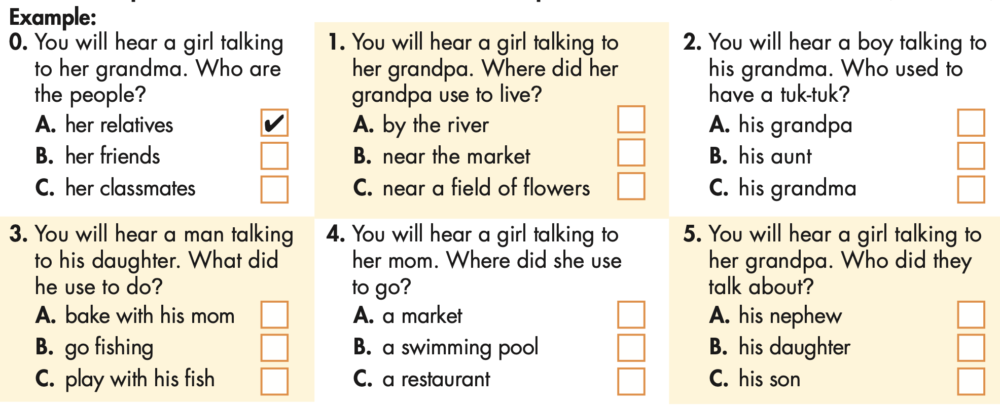 Example:
0. You will hear a girl talking
to her grandma. Who are
the people?
A. her relatives ✔
B. her friends
C. her classmates
1. You will hear a girl talking to
her grandpa. Where did her
grandpa use to live?
A. by the river
B. near the market
C. near a field of flowers
2. You will hear a boy talking to
his grandma. Who used to
have a tuk-tuk?
A. his grandpa
B. his aunt
C. his grandma
3. You will hear a man talking
to his daughter. What did
he use to do?
A. bake with his mom
B. go fishing
C. play with his fish
4. You will hear a girl talking to
her mom. Where did she use
to go?
A. a market
B. a swimming pool
C. a restaurant
5. You will hear a girl talking to
her grandpa. Who did they
talk about?
A. his nephew
B. his daughter
C. his son